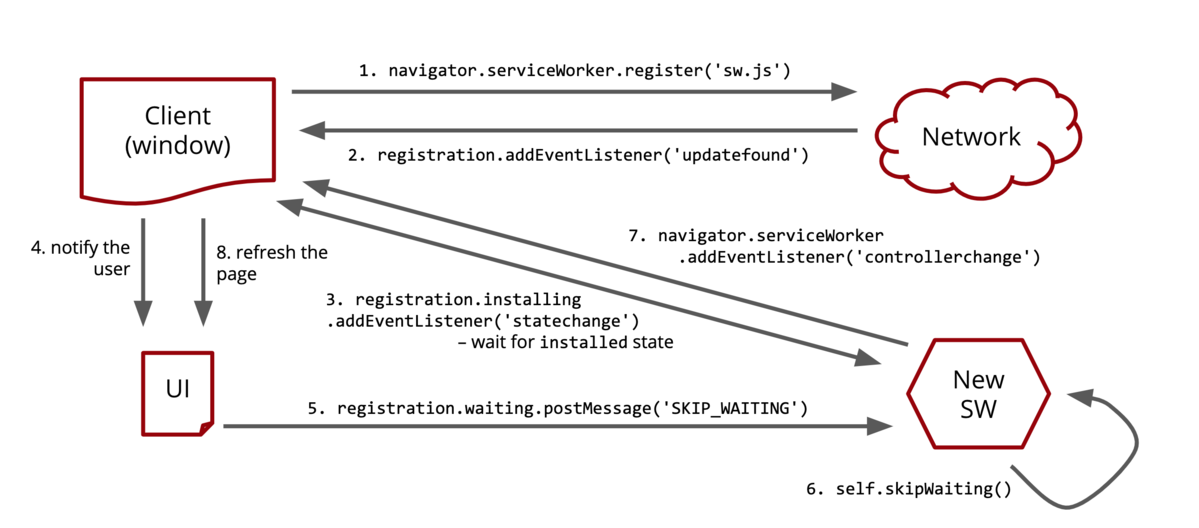 1. navigator.serviceWorker.register('sw.js')
Client
(window)
Network
2. registration.addEventListener('updatefound')
7. navigator.serviceWorker
.addEventListener('controllerchange')
4. notify the
user
8. refresh the
page
3. registration.installing
.addEventListener('statechange')
– wait for installed state
UI
New
SW
5. registration.waiting.postMessage('SKIP_WAITING')
6. self.skipWaiting()